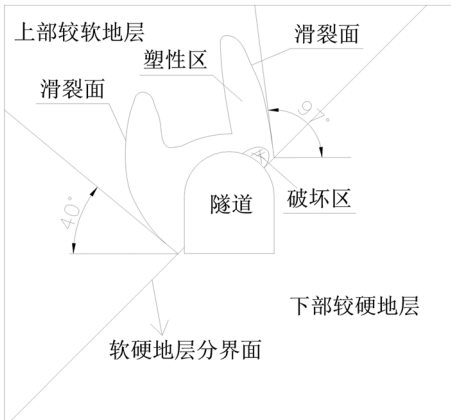 上部较软地层
滑裂面
塑性区
滑裂面
97°
40°
隧道
破坏区
下部较硬地层
软硬地层分界面